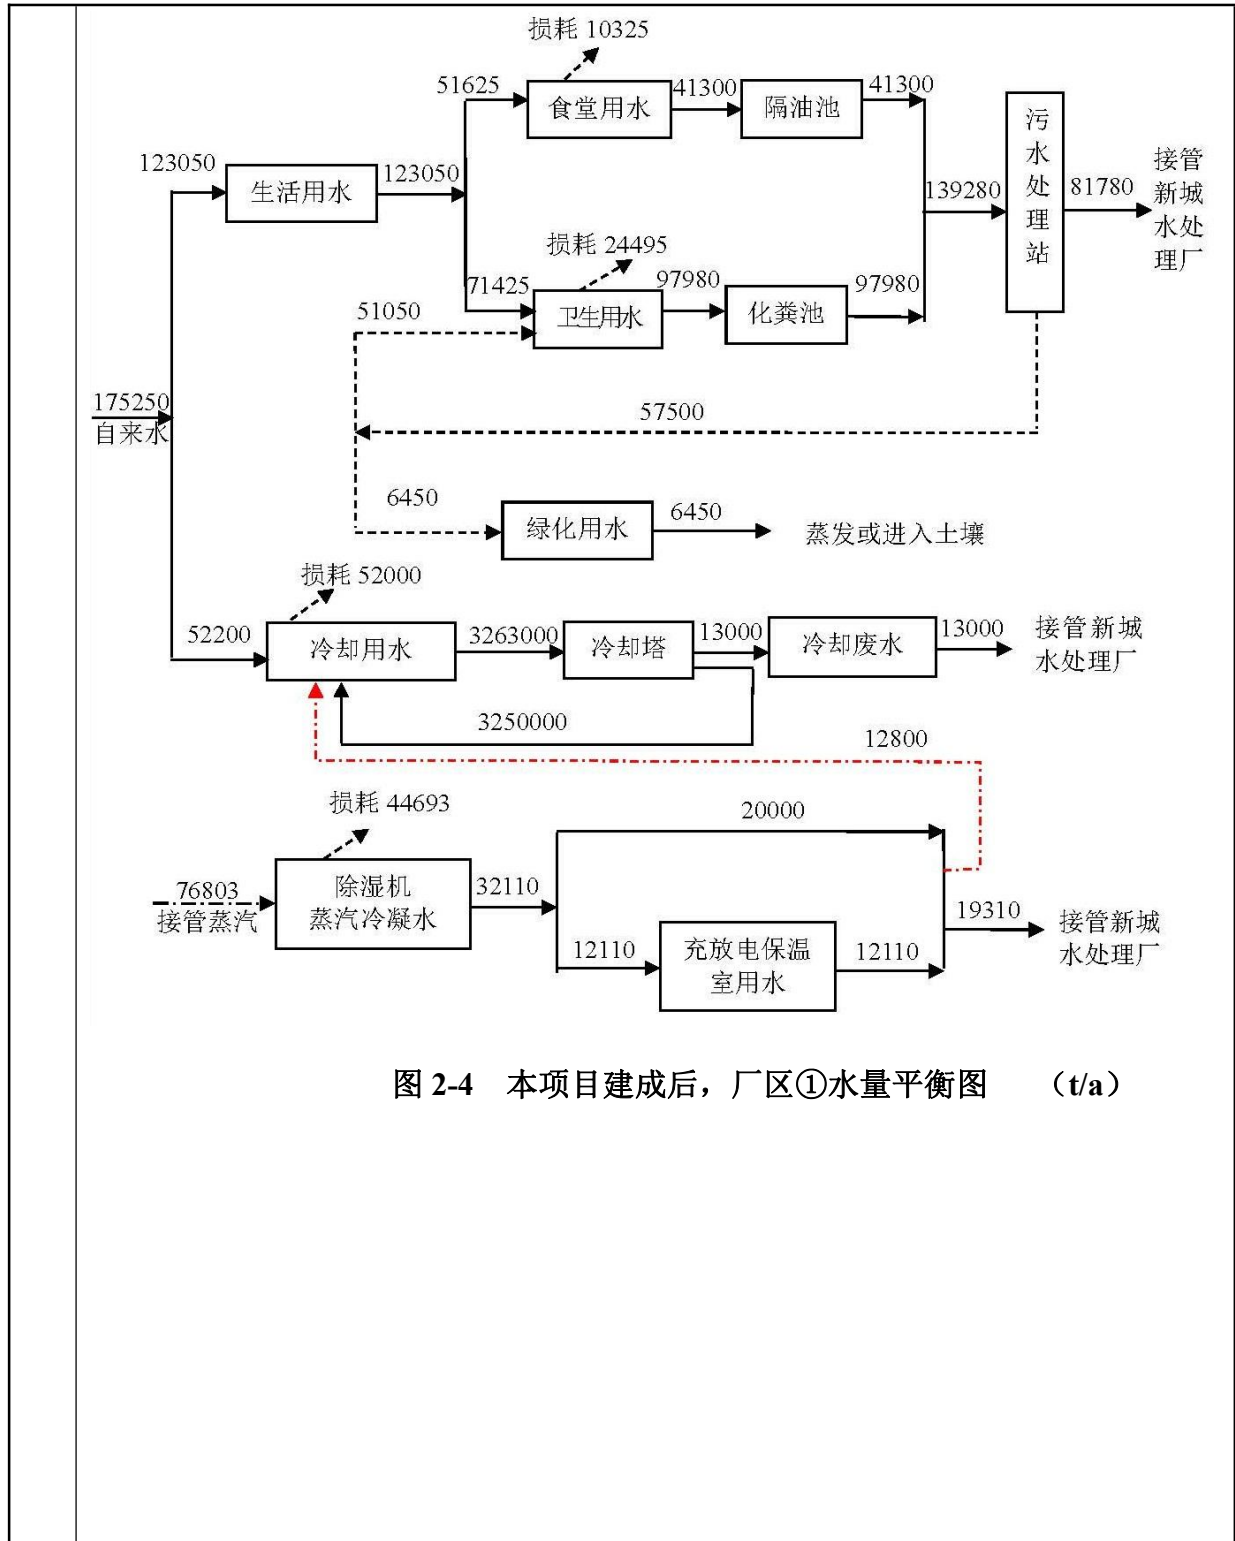 损耗 10325
51625
食堂用水
41300
隔油池
41300
污水处理站
123050
生活用水
123050
139280
81780
接管
新城
水处
理厂
损耗 24495
71425
卫生用水
97980
化粪池
97980
51050
175250
自来水
57500
6450
绿化用水
6450
蒸发或进入土壤
损耗 52000
52200
冷却用水
3263000
冷却塔
13000
冷却废水
13000
接管新城
水处理厂
3250000
12800
损耗 44693
20000
76803
接管蒸汽
除湿机
蒸汽冷凝水
32110
19310
接管新城
水处理厂
12110
充放电保温
室用水
12110
图 2-4 本项目建成后，厂区①水量平衡图 （t/a）